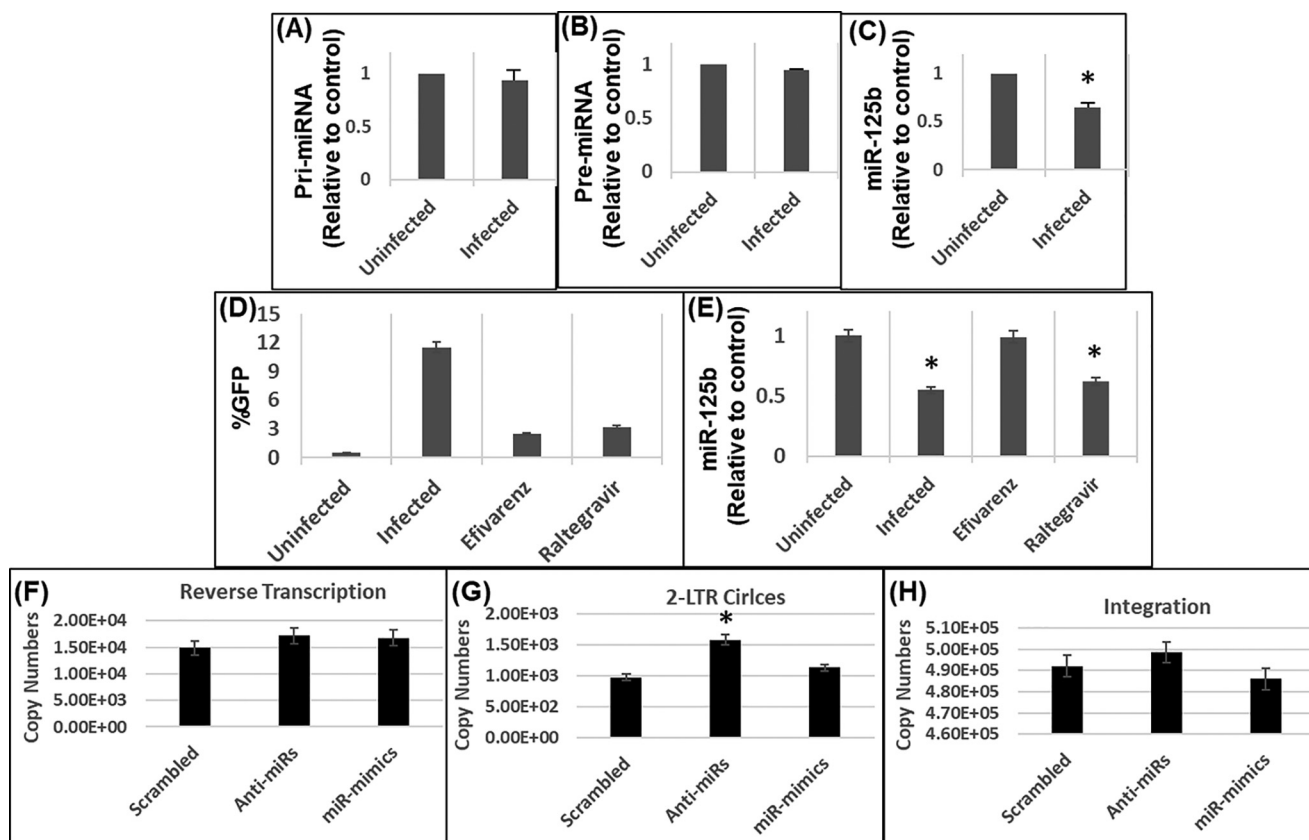 (A)
Pri-miRNA
(Relative to control)
1
0.5
0
Uninfected
Infected
(B)
Pre-miRNA
(Relative to control)
1
0.5
0
Uninfected
Infected
(C)
miR-125b
(Relative to control)
1
0.5
0
*
Uninfected
Infected
(D)
%GFP
15
12
9
6
3
0
Uninfected
Infected
Efivarenz
Raltegravir
(E)
miR-125b
(Relative to control)
1
0.5
0
*
*
Uninfected
Infected
Efivarenz
Raltegravir
(F)
Reverse Transcription
Copy Numbers
2.00E+04
1.50E+04
1.00E+04
5.00E+03
0.00E+00
Scrambled
Anti-miRs
miR-mimics
(G)
2-LTR Cirlces
Copy Numbers
2.00E+03
1.00E+03
1.00E+03
5.00E+02
0.00E+00
*
Scrambled
Anti-miRs
miR-mimics
(H)
Integration
Copy Numbers
5.10E+05
5.00E+05
4.90E+05
4.80E+05
4.70E+05
4.60E+05
Scrambled
Anti-miRs
miR-mimics